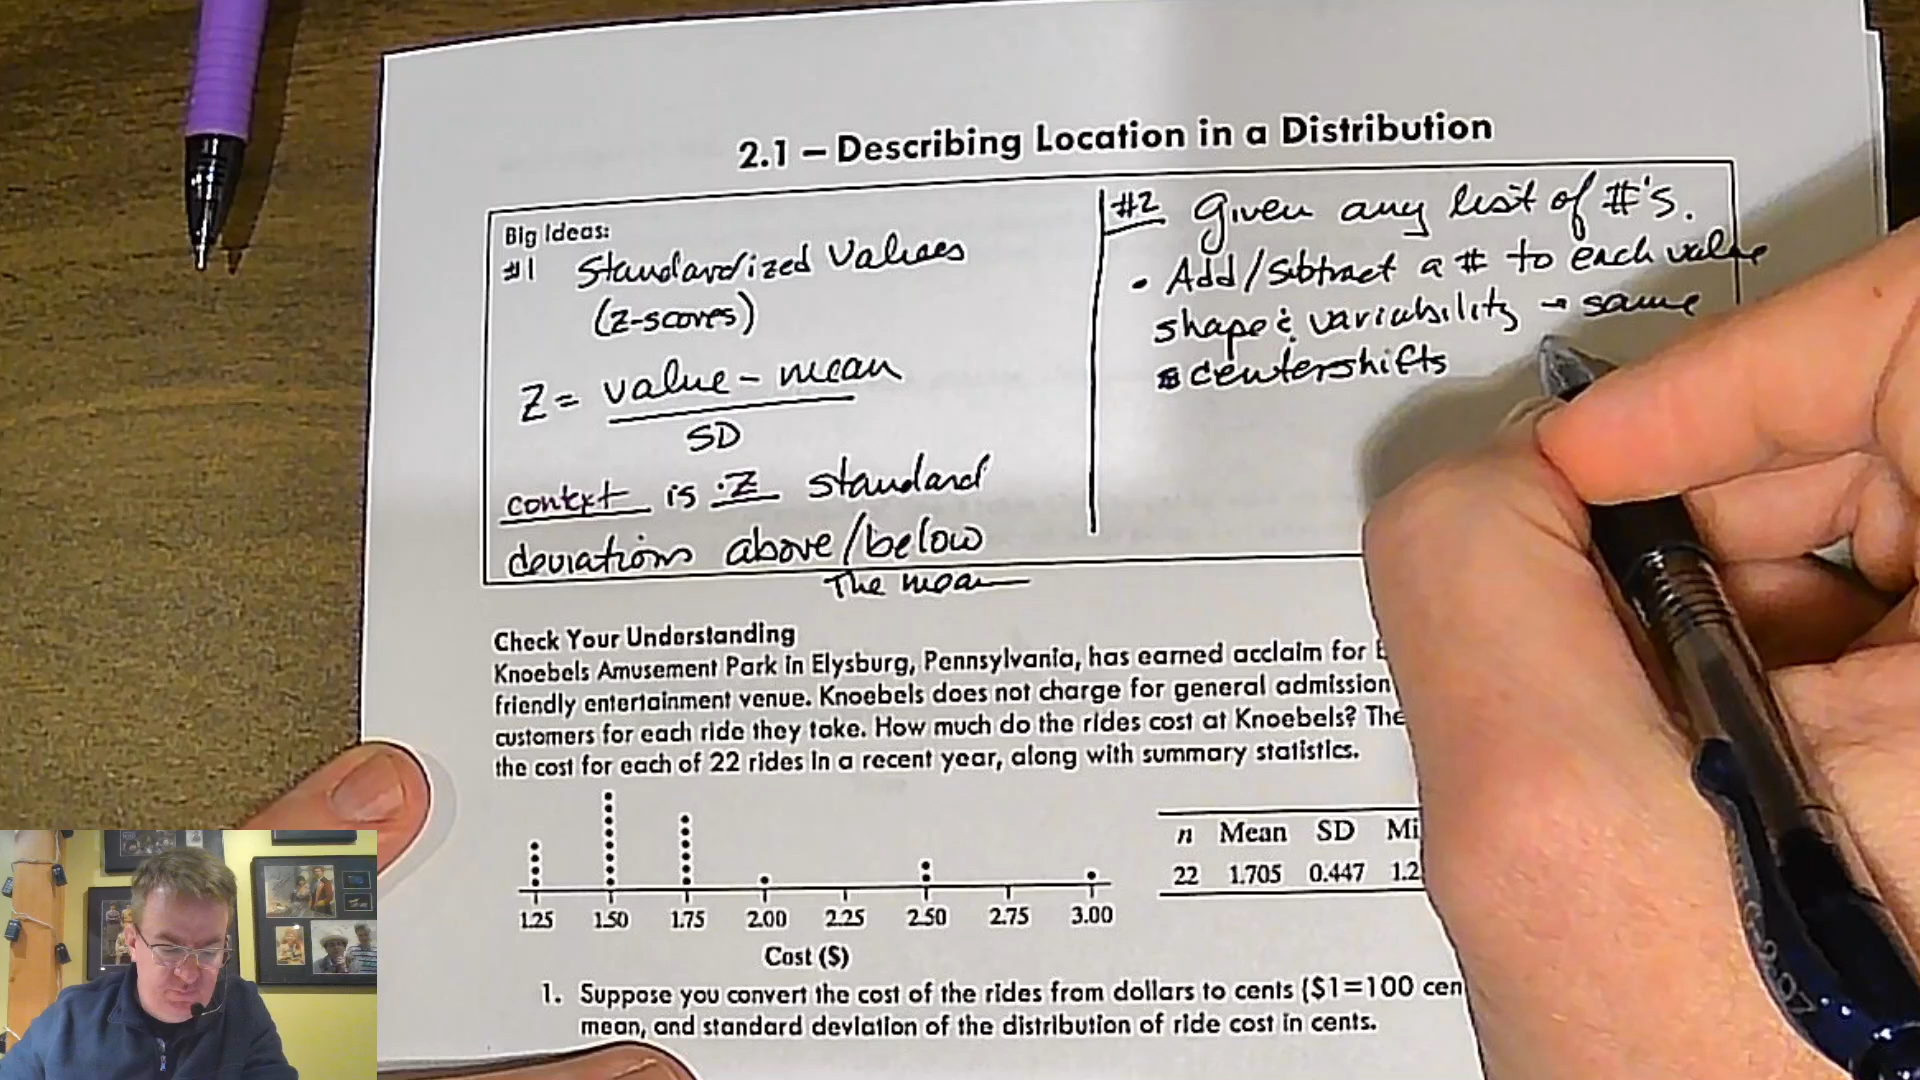 2.1 – Describing Location in a Distribution
Big Ideas:
#1 Standardized Values
(z-scores)
Z = value - mean
SD
context is Z standard
deviations above/below
The mean
#2 Given any list of #'s.
• Add/Subtract a # to each value
shape & variability → same
centershifts
Check Your Understanding
Knoebels Amusement Park in Elysburg, Pennsylvania, has earned acclaim for
friendly entertainment venue. Knoebels does not charge for general admission
customers for each ride they take. How much do the rides cost at Knoebels? The
the cost for each of 22 rides in a recent year, along with summary statistics.
n Mean SD Mi
22 1.705 0.447 1.2
1.25 1.50 1.75 2.00 2.25 2.50 2.75 3.00
Cost ($)
1. Suppose you convert the cost of the rides from dollars to cents ($1=100 cen
mean, and standard deviation of the distribution of ride cost in cents.